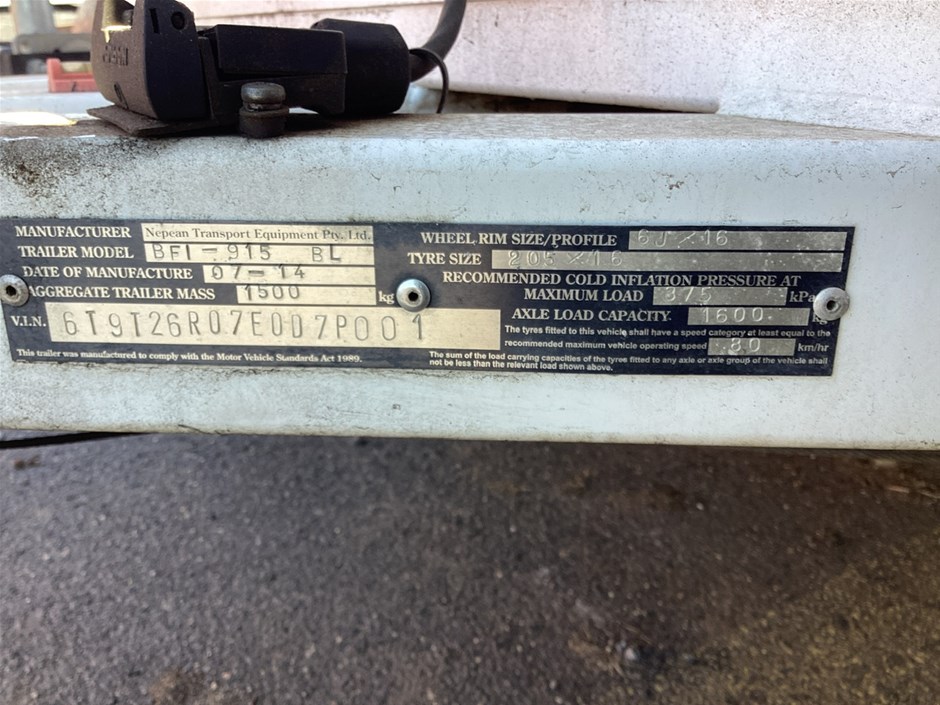 MANUFACTURER Nepean Transport Equipment Pty. Ltd.
TRAILER MODEL BFI-915 BL
DATE OF MANUFACTURE 07-14
AGGREGATE TRAILER MASS 1500 kg
V.I.N. 6T9T26R07E0D7P001
This trailer was manufactured to comply with the Motor Vehicle Standards Act 1989.
WHEEL RIM SIZE/PROFILE 6J×16
TYRE SIZE 205×16
RECOMMENDED COLD INFLATION PRESSURE AT
MAXIMUM LOAD 375 kPa
AXLE LOAD CAPACITY 1600 kg
The tyres fitted to this vehicle shall have a speed category at least equal to the
recommended maximum vehicle operating speed 80 km/hr
The sum of the load carrying capacities of the tyres fitted to any axle or axle group of the vehicle shall
not be less than the relevant load shown above.